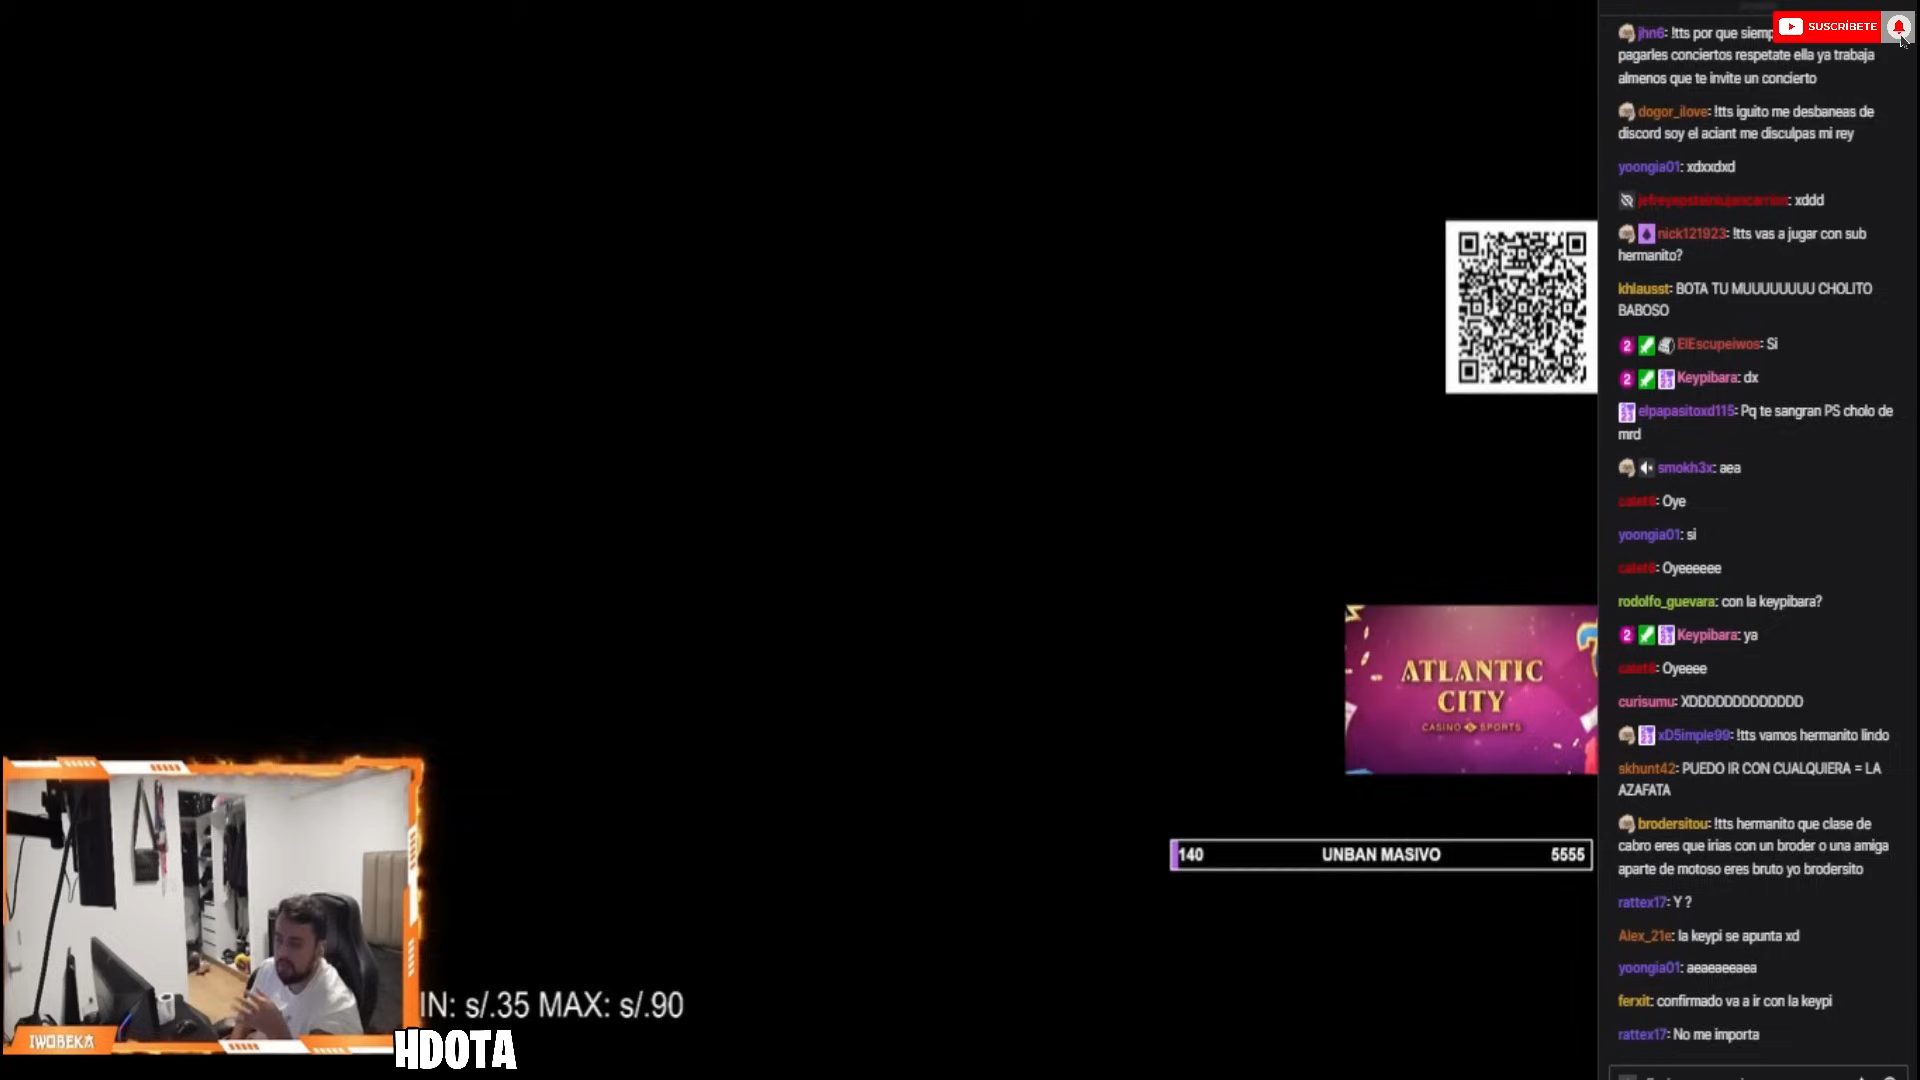 SUSCRÍBETE
jhn6: !tts por que siemp
pagarles conciertos respetate ella ya trabaja
almenos que te invite un concierto
dogor_ilove: !tts iguito me desbaneas de
discord soy el aciant me disculpas mi rey
yoongia01: xdxxdxd
: xddd
nick121923: !tts vas a jugar con sub
hermanito?
khlausst: BOTA TU MUUUUUUUU CHOLITO
BABOSO
2 ElEscupeiwos: Si
2 Keypibara: dx
elpapasitoxd115: Pq te sangran PS cholo de
mrd
smokh3x: aea
: Oye
yoongia01: si
: Oyeeeeee
rodolfo_guevara: con la keypibara?
2 Keypibara: ya
: Oyeeee
curisumu: XDDDDDDDDDDDDD
xD5imple99: !tts vamos hermanito lindo
skhunt42: PUEDO IR CON CUALQUIERA = LA
AZAFATA
brodersitou: !tts hermanito que clase de
cabro eres que irias con un broder o una amiga
aparte de motoso eres bruto yo brodersito
rattex17: Y ?
Alex_21e: la keypi se apunta xd
yoongia01: aeaeaeeaea
ferxit: confirmado va a ir con la keypi
rattex17: No me importa
ATLANTIC
CITY
CASINO SPORTS
140 UNBAN MASIVO 5555
IN: s/.35 MAX: s/.90
IWOBEKA
HDOTA